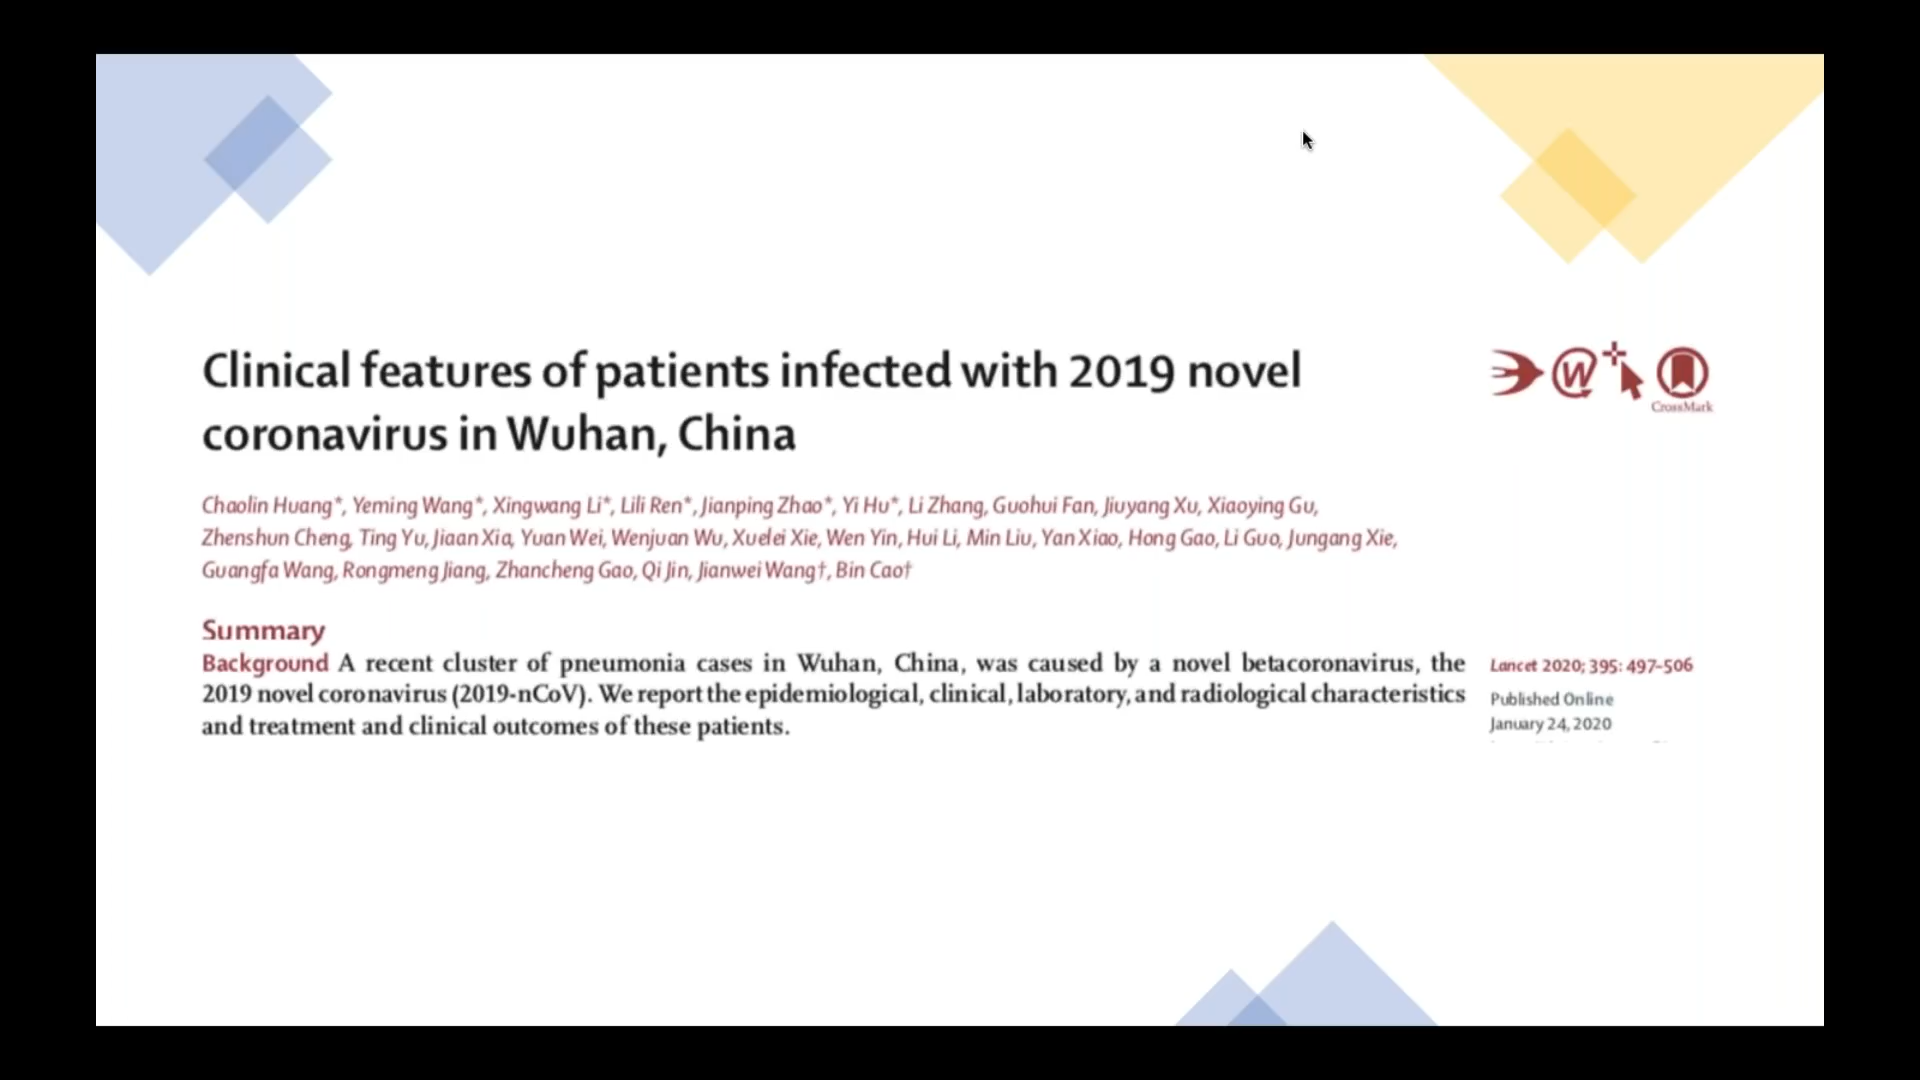 Clinical features of patients infected with 2019 novel
coronavirus in Wuhan, China
CrossMark
Chaolin Huang*, Yeming Wang*, Xingwang Li*, Lili Ren*, Jianping Zhao*, Yi Hu*, Li Zhang, Guohui Fan, Jiuyang Xu, Xiaoying Gu,
Zhenshun Cheng, Ting Yu, Jiaan Xia, Yuan Wei, Wenjuan Wu, Xuelei Xie, Wen Yin, Hui Li, Min Liu, Yan Xiao, Hong Gao, Li Guo, Jungang Xie,
Guangfa Wang, Rongmeng Jiang, Zhancheng Gao, Qi Jin, Jianwei Wang†, Bin Cao†
Summary
Background A recent cluster of pneumonia cases in Wuhan, China, was caused by a novel betacoronavirus, the
2019 novel coronavirus (2019-nCoV). We report the epidemiological, clinical, laboratory, and radiological characteristics
and treatment and clinical outcomes of these patients.
Lancet 2020; 395: 497–506
Published Online
January 24, 2020